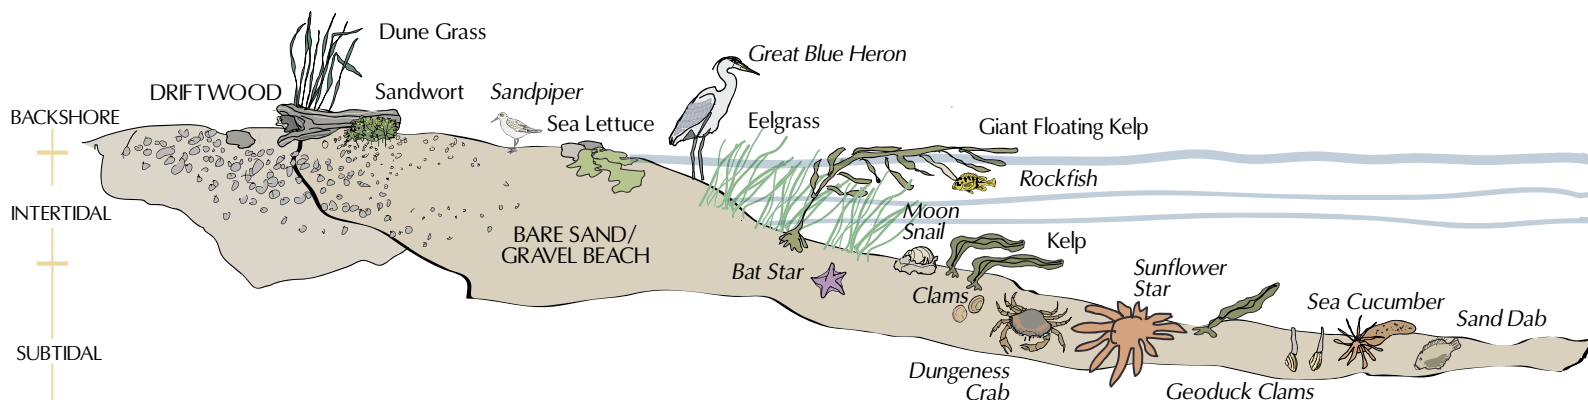 Dune Grass
Great Blue Heron
DRIFTWOOD
Sandwort
Sandpiper
BACKSHORE
Sea Lettuce
Eelgrass
Giant Floating Kelp
Rockfish
INTERTIDAL
Moon
Snail
BARE SAND/
GRAVEL BEACH
Kelp
Bat Star
Sunflower
Star
Clams
Sea Cucumber
Sand Dab
SUBTIDAL
Dungeness
Crab
Geoduck Clams